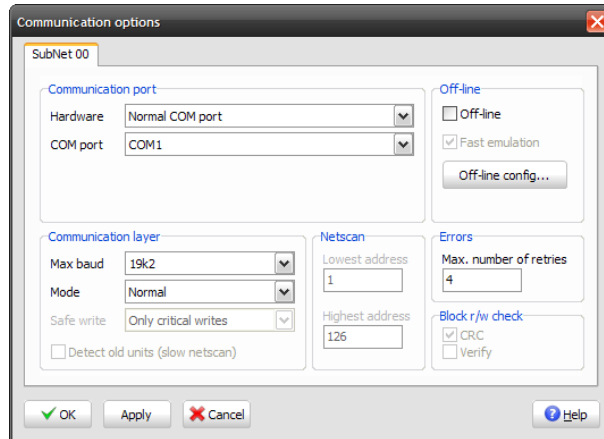 Communication options
SubNet 00
Communication port
Hardware Normal COM port
COM port COM1
Off-line
Off-line
Fast emulation
Off-line config...
Communication layer
Max baud 19k2
Mode Normal
Safe write Only critical writes
Detect old units (slow netscan)
Netscan
Lowest address
1
Highest address
126
Errors
Max. number of retries
4
Block r/w check
CRC
Verify
OK Apply Cancel Help